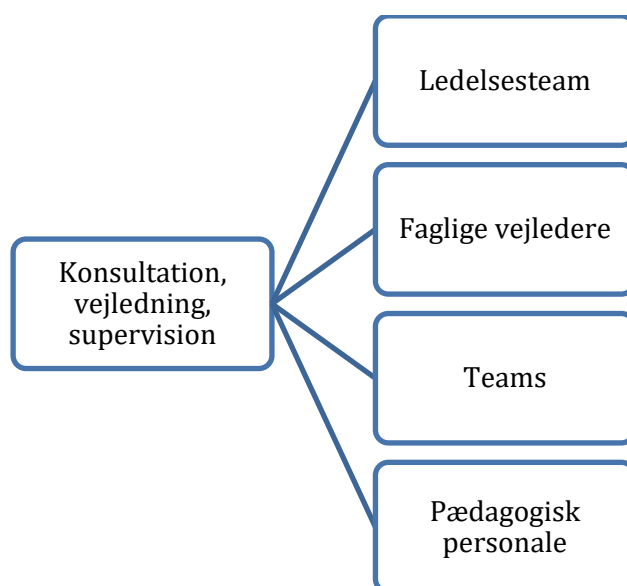 Konsultation,
vejledning,
supervision
Ledelsesteam
Faglige vejledere
Teams
Pædagogisk
personale